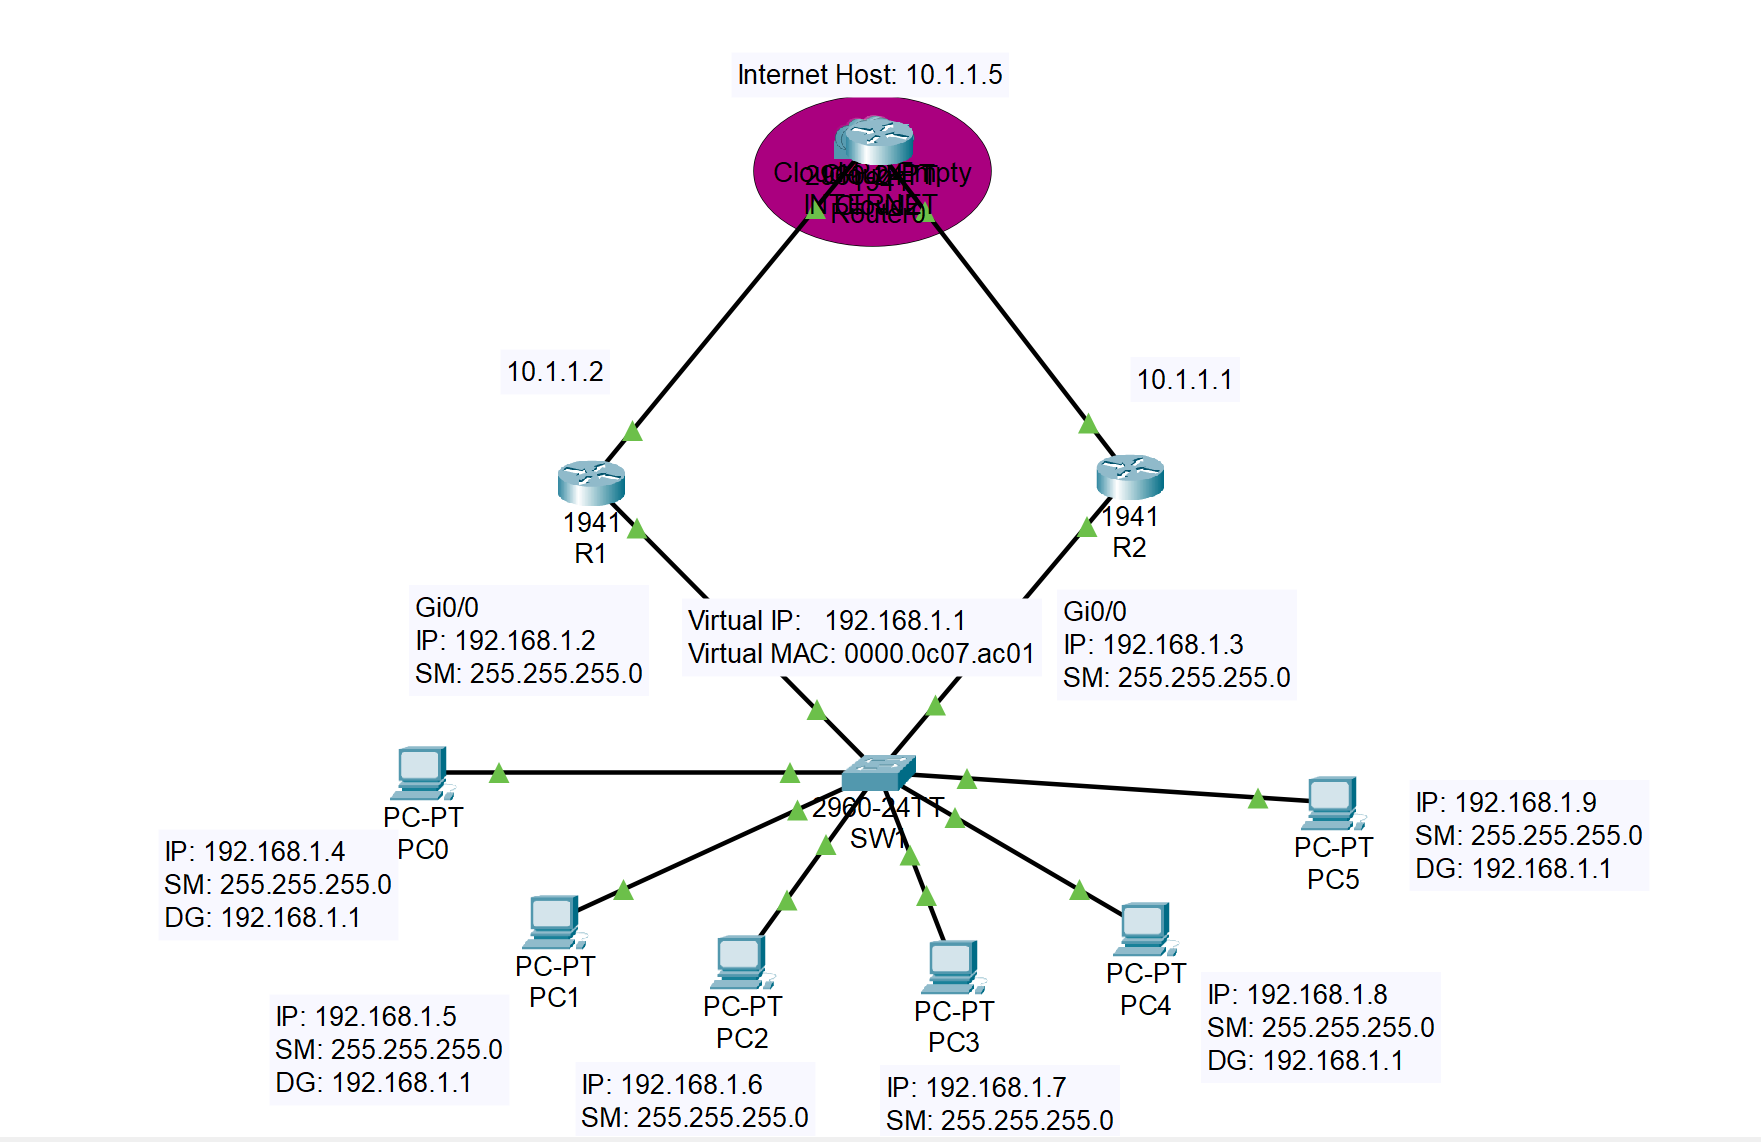 Internet Host: 10.1.1.5
INTERNET
Router0
10.1.1.2
10.1.1.1
1941
R1
1941
R2
Gi0/0
IP: 192.168.1.2
SM: 255.255.255.0
Virtual IP: 192.168.1.1
Virtual MAC: 0000.0c07.ac01
Gi0/0
IP: 192.168.1.3
SM: 255.255.255.0
2960-24TT
SW1
PC-PT
PC0
IP: 192.168.1.4
SM: 255.255.255.0
DG: 192.168.1.1
PC-PT
PC5
IP: 192.168.1.9
SM: 255.255.255.0
DG: 192.168.1.1
PC-PT
PC1
IP: 192.168.1.5
SM: 255.255.255.0
DG: 192.168.1.1
PC-PT
PC2
IP: 192.168.1.6
SM: 255.255.255.0
PC-PT
PC3
IP: 192.168.1.7
SM: 255.255.255.0
PC-PT
PC4
IP: 192.168.1.8
SM: 255.255.255.0
DG: 192.168.1.1